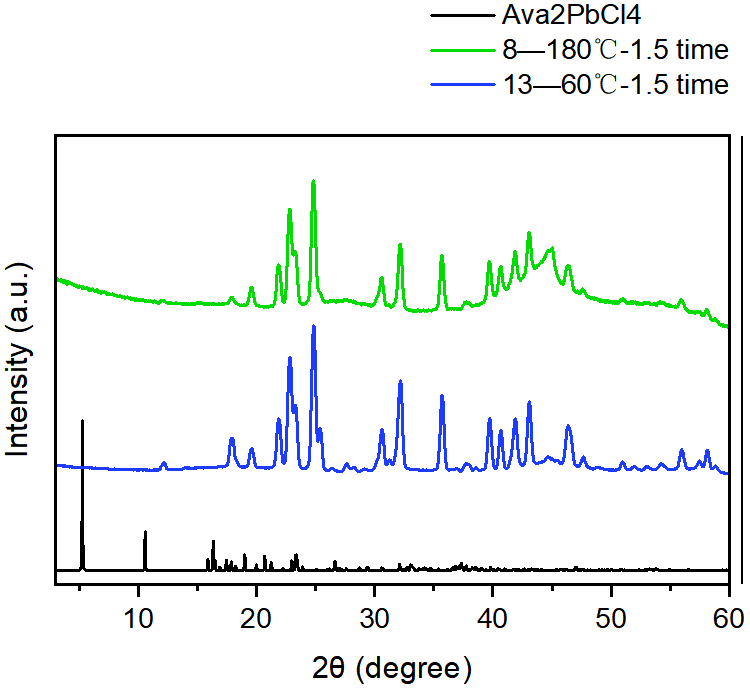 Ava2PbCl4
8—180℃-1.5 time
13—60℃-1.5 time
Intensity (a.u.)
10 20 30 40 50 60
2θ (degree)